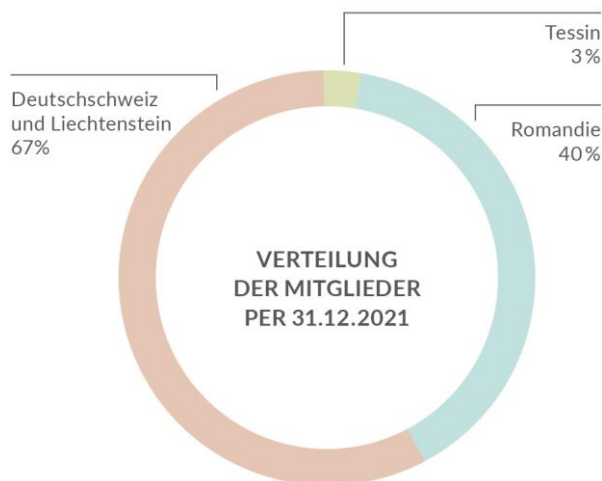 Tessin
3 %
Deutschschweiz
und Liechtenstein
67%
Romandie
40 %
VERTEILUNG
DER MITGLIEDER
PER 31.12.2021